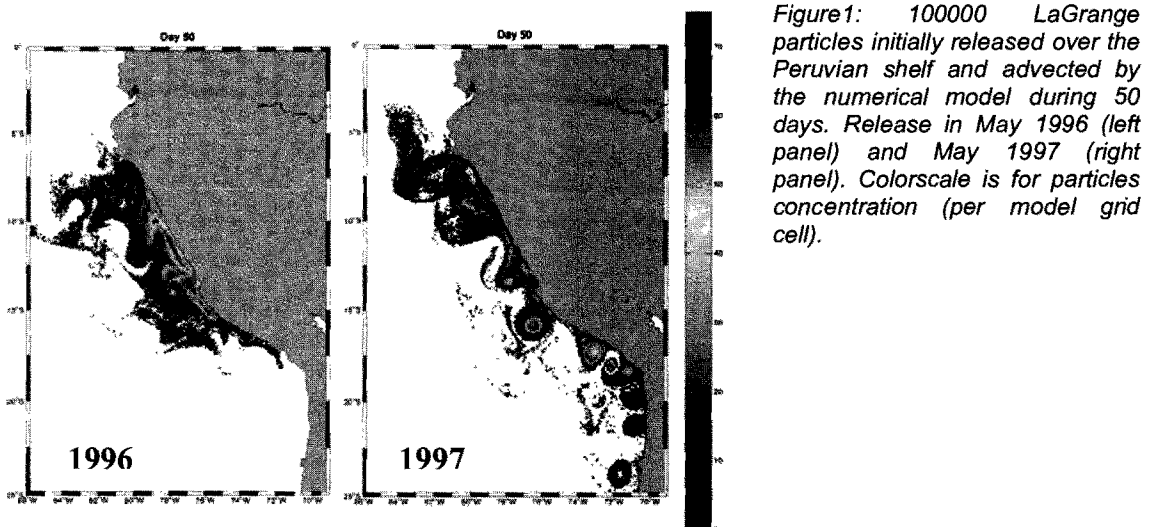 Day 50
Day 50
Figure1: 100000 LaGrange
particles initially released over the
Peruvian shelf and advected by
the numerical model during 50
days. Release in May 1996 (left
panel) and May 1997 (right
panel). Colorscale is for particles
concentration (per model grid
cell).
1996
1997